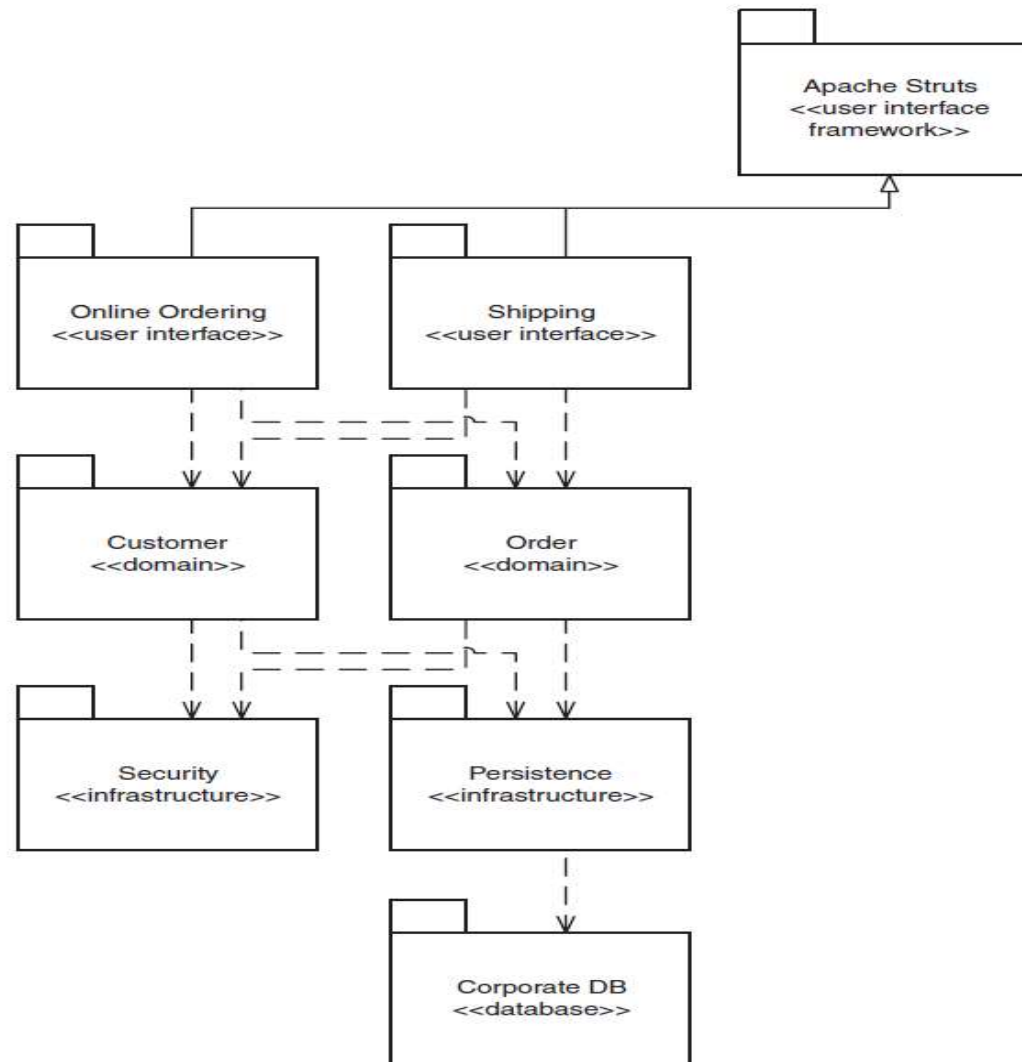 Apache Struts
<<user interface
framework>>
Online Ordering
<<user interface>>
Shipping
<<user interface>>
Customer
<<domain>>
Order
<<domain>>
Security
<<infrastructure>>
Persistence
<<infrastructure>>
Corporate DB
<<database>>